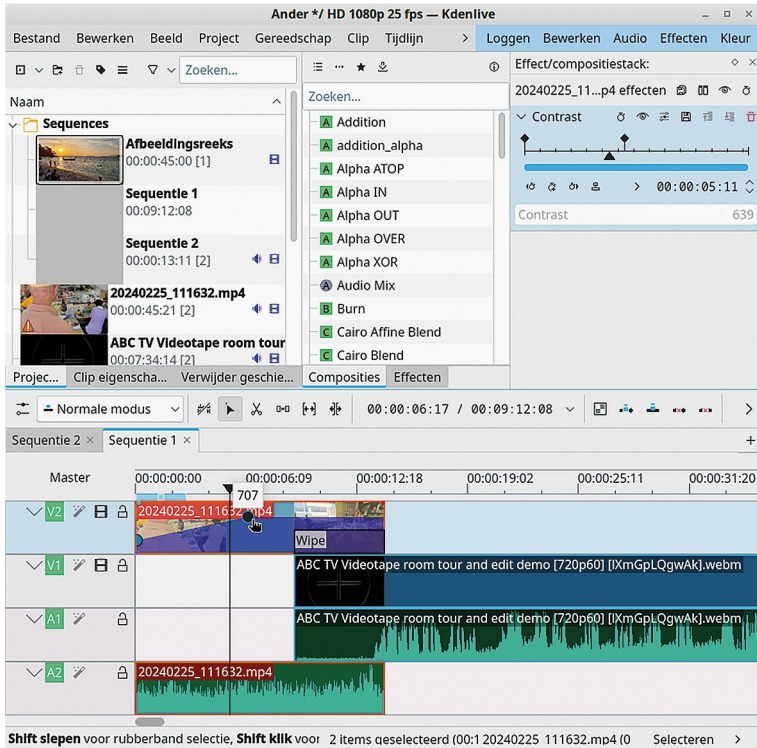 Ander */ HD 1080p 25 fps — Kdenlive
Bestand Bewerken Beeld Project Gereedschap Clip Tijdlijn > Loggen Bewerken Audio Effecten Kleur
Zoeken...
Naam
Sequences
Afbeeldingsreeks
00:00:45:00 [1]
Sequentie 1
00:09:12:08
Sequentie 2
00:00:13:11 [2]
20240225_111632.mp4
00:00:45:21 [2]
ABC TV Videotape room tour
00:07:34:14 [2]
Projec... Clip eigenscha... Verwijder geschie...
Zoeken...
A Addition
A addition_alpha
A Alpha ATOP
A Alpha IN
A Alpha OUT
A Alpha OVER
A Alpha XOR
A Audio Mix
B Burn
C Cairo Affine Blend
C Cairo Blend
Composities Effecten
Effect/compositiestack:
20240225_11...p4 effecten
Contrast
00:00:05:11
Contrast 639
Normale modus 00:00:06:17 / 00:09:12:08
Sequentie 2 Sequentie 1
Master 00:00:00:00 00:00:06:09 00:00:12:18 00:00:19:02 00:00:25:11 00:00:31:20
707
V2 20240225_111632.mp4
Wipe
V1 ABC TV Videotape room tour and edit demo [720p60] [lXmGpLQgwAk].webm
A1 ABC TV Videotape room tour and edit demo [720p60] [lXmGpLQgwAk].webm
A2 20240225_111632.mp4
Shift slepen voor rubberband selectie, Shift klik voor 2 items geselecteerd (00:1 20240225_111632.mp4 (0 Selecteren